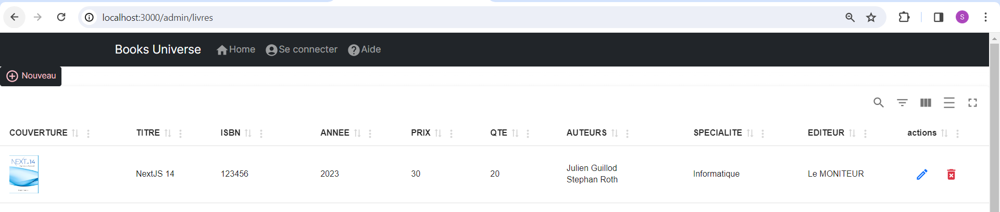 localhost:3000/admin/livres
S
Books Universe Home Se connecter Aide
Nouveau
COUVERTURE TITRE ISBN ANNEE PRIX QTE AUTEURS SPECIALITE EDITEUR actions
NEXT 14
NextJS 14 123456 2023 30 20 Julien Guillod Informatique Le MONITEUR
Stephan Roth